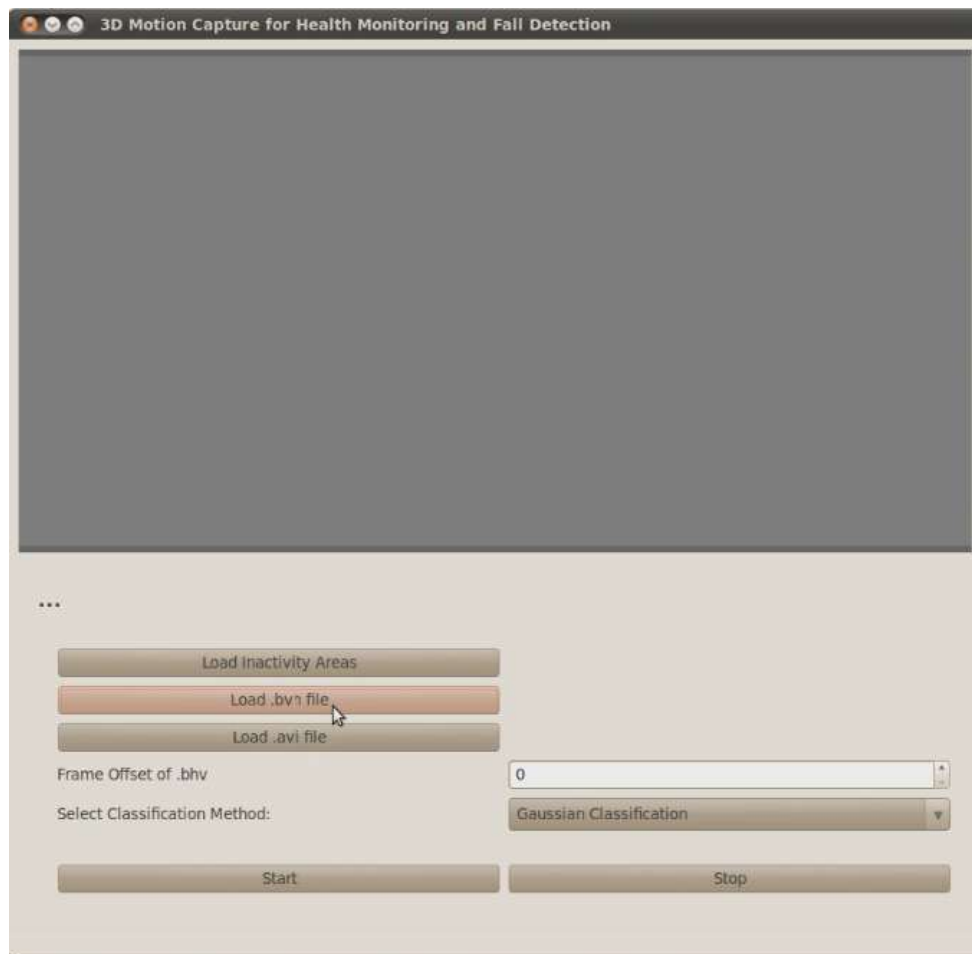 3D Motion Capture for Health Monitoring and Fall Detection
...
Load Inactivity Areas
Load .bvh file
Load .avi file
Frame Offset of .bhv
0
Select Classification Method:
Gaussian Classification
Start
Stop